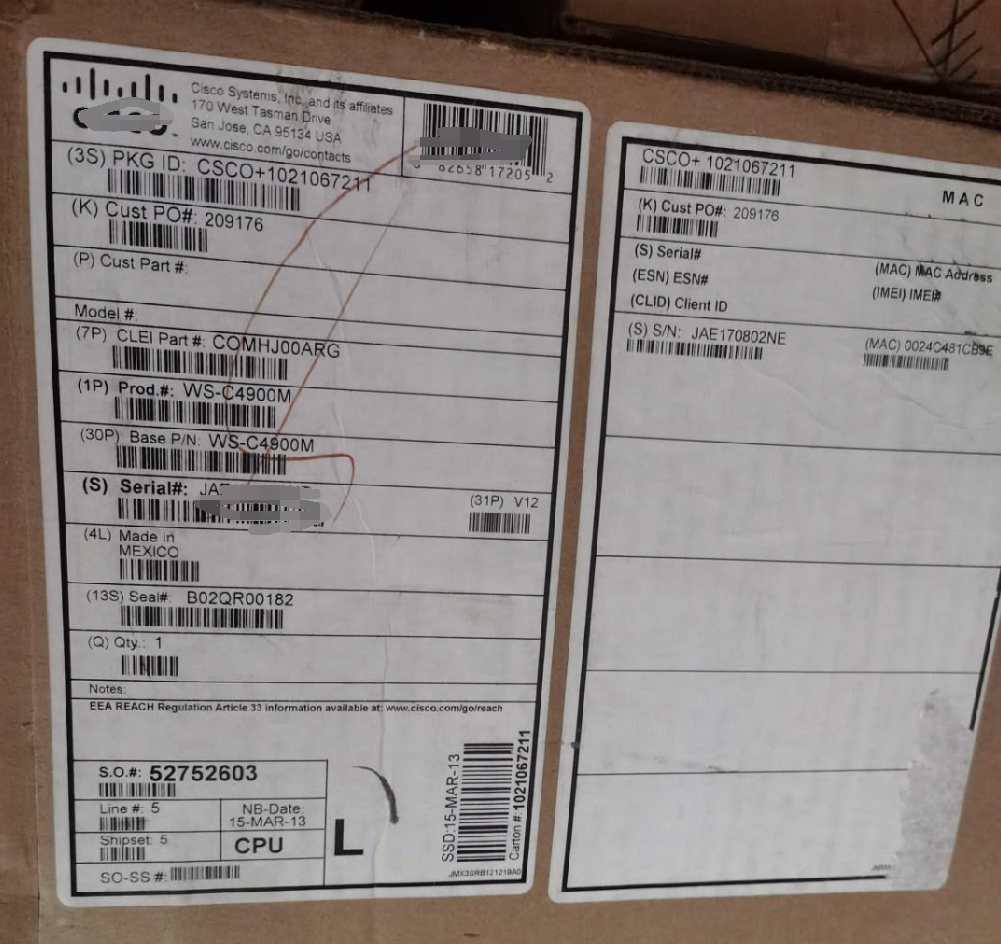 Cisco Systems, Inc. and its affiliates
170 West Tasman Drive
San Jose, CA 95134 USA
www.cisco.com/go/contacts
82658 17205 2
(3S) PKG ID: CSCO+1021067211
(K) Cust PO#: 209176
(P) Cust Part #:
Model #:
(7P) CLEI Part#: COMHJ00ARG
(1P) Prod.#: WS-C4900M
(30P) Base P/N: WS-C4900M
(S) Serial#:
(31P) V12
(4L) Made in
MEXICO
(13S) Seal#: B02QR00182
(Q) Qty.: 1
Notes:
EEA REACH Regulation Article 33 information available at: www.cisco.com/go/reach
S.O.#: 52752603
Line #: 5
NB-Date:
15-MAR-13
Shipset: 5
CPU
SO-SS #:
L
SSD:15-MAR-13
Carton #:1021067211
CSCO+ 1021067211
MAC
(K) Cust PO#: 209176
(S) Serial#
(MAC) MAC Address
(ESN) ESN#
(IMEI) IMEI#
(CLID) Client ID
(S) S/N: JAE170802NE
(MAC) 0024C481CB9E